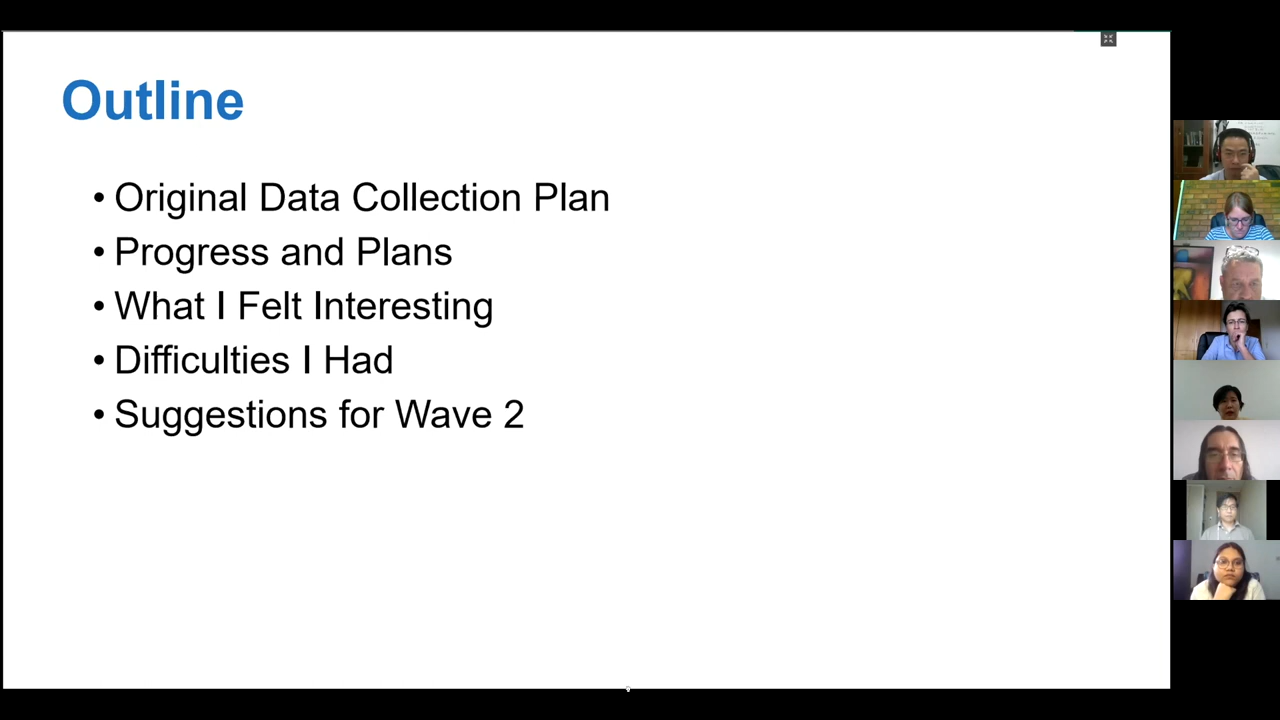 Outline
• Original Data Collection Plan
• Progress and Plans
• What I Felt Interesting
• Difficulties I Had
• Suggestions for Wave 2